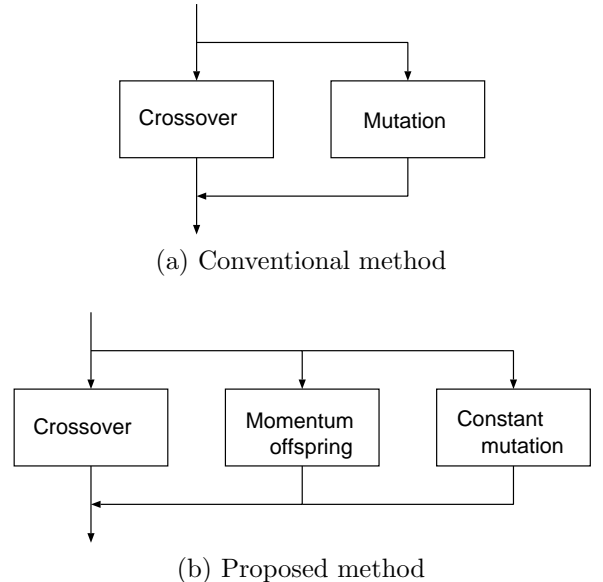 Crossover
Mutation
(a) Conventional method
Crossover
Momentum
offspring
Constant
mutation
(b) Proposed method